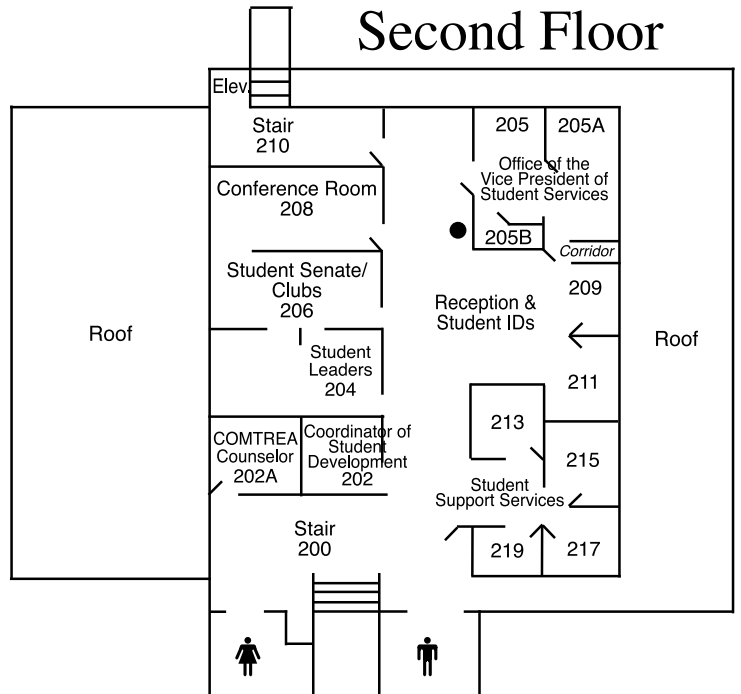 Second Floor
Elev.
Stair
210
205
205A
Office of the
Vice President of
Student Services
Conference Room
208
205B
Corridor
Student Senate/
Clubs
206
209
Reception &
Student IDs
Roof
Roof
Student
Leaders
204
211
213
COMTREA
Counselor
202A
Coordinator of
Student
Development
202
215
Student
Support Services
Stair
200
219
217